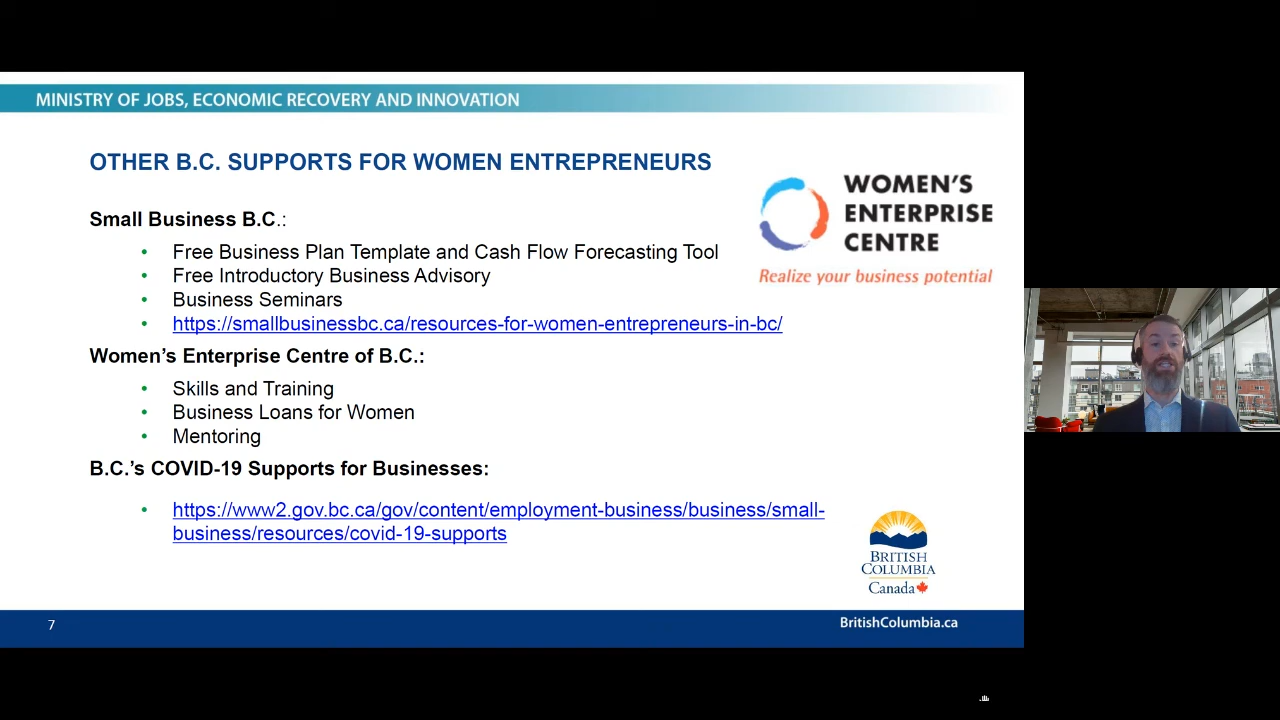 MINISTRY OF JOBS, ECONOMIC RECOVERY AND INNOVATION
OTHER B.C. SUPPORTS FOR WOMEN ENTREPRENEURS
WOMEN'S
ENTERPRISE
CENTRE
Realize your business potential
Small Business B.C.:
• Free Business Plan Template and Cash Flow Forecasting Tool
• Free Introductory Business Advisory
• Business Seminars
• https://smallbusinessbc.ca/resources-for-women-entrepreneurs-in-bc/
Women's Enterprise Centre of B.C.:
• Skills and Training
• Business Loans for Women
• Mentoring
B.C.'s COVID-19 Supports for Businesses:
• https://www2.gov.bc.ca/gov/content/employment-business/business/small-
business/resources/covid-19-supports
BRITISH
COLUMBIA
Canada
7
BritishColumbia.ca